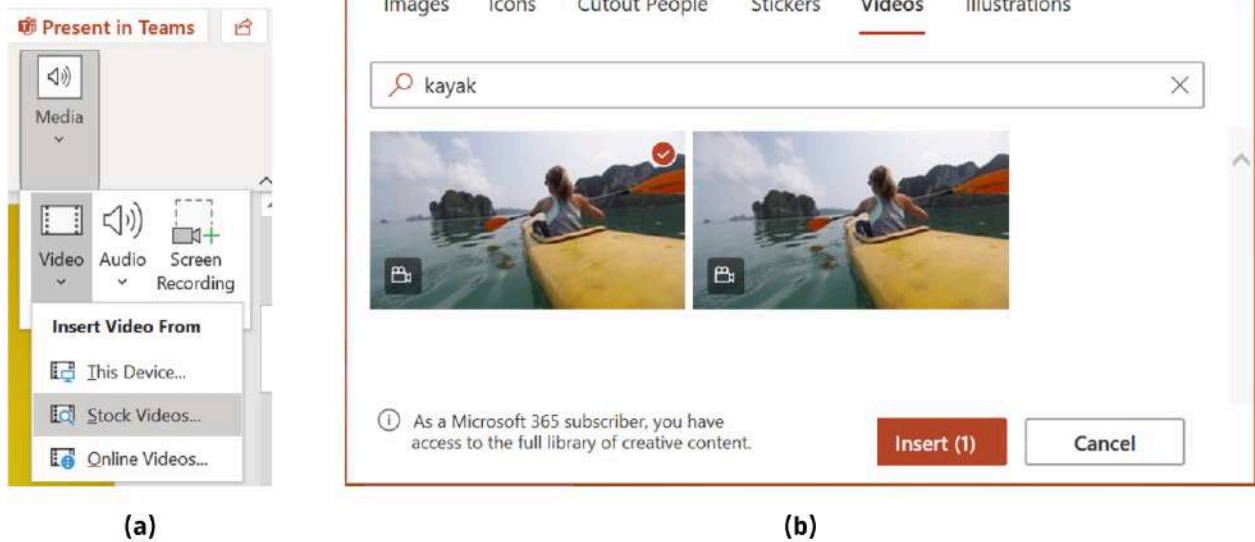 Present in Teams
Media
Video
Audio
Screen
Recording
Insert Video From
This Device...
Stock Videos...
Online Videos...
(a)
Images Icons Cutout People Stickers Videos Illustrations
kayak
As a Microsoft 365 subscriber, you have
access to the full library of creative content.
Insert (1)
Cancel
(b)